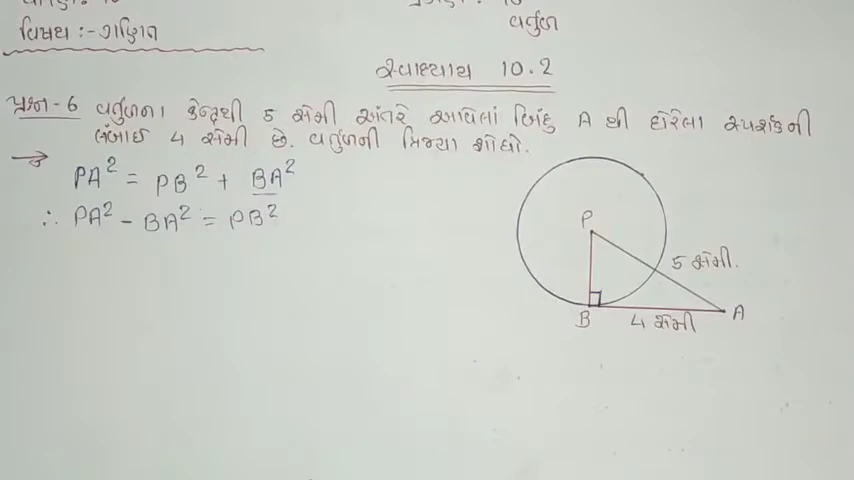 વર્તુળ
વિષય :- ગણિત
સ્વાધ્યાય 10.2
પ્રશ્ન - 6 વર્તુળના કેન્દ્રથી 5 સેમી અંતરે આવેલાં બિંદુ A થી દોરેલા સ્પર્શકની
લંબાઈ 4 સેમી છે. વર્તુળની ત્રિજ્યા શોધો.
→ PA² = PB² + BA²
∴ PA² - BA² = PB²
P
5 સેમી.
B 4 સેમી A